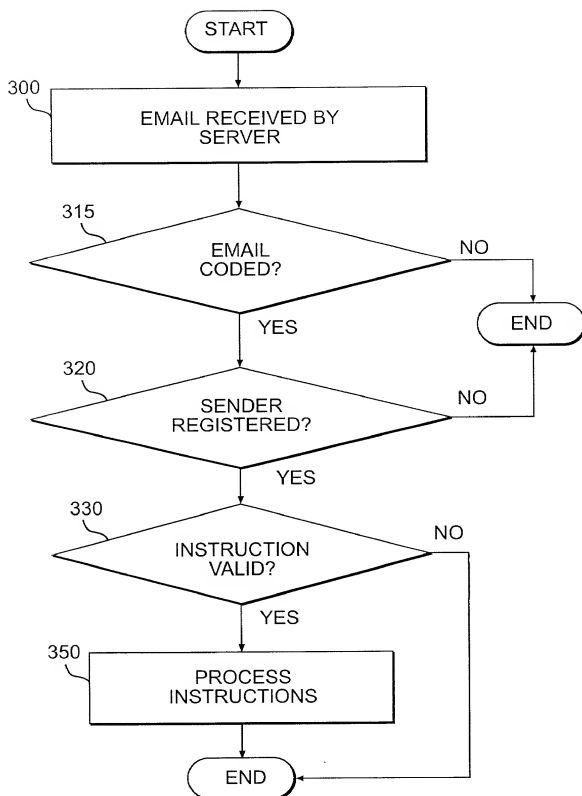 START
300
EMAIL RECEIVED BY
SERVER
315
EMAIL
CODED?
NO
YES
END
320
SENDER
REGISTERED?
NO
YES
330
INSTRUCTION
VALID?
NO
YES
350
PROCESS
INSTRUCTIONS
END